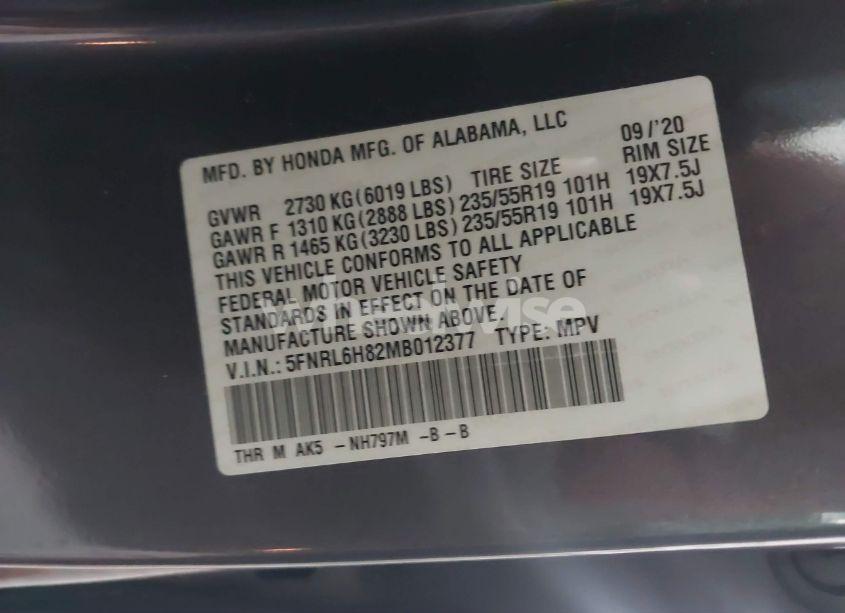 MFD. BY HONDA MFG. OF ALABAMA, LLC 09/'20
GVWR 2730 KG(6019 LBS) TIRE SIZE RIM SIZE
GAWR F 1310 KG(2888 LBS)235/55R19 101H 19X7.5J
GAWR R 1465 KG(3230 LBS)235/55R19 101H 19X7.5J
THIS VEHICLE CONFORMS TO ALL APPLICABLE
FEDERAL MOTOR VEHICLE SAFETY
STANDARDS IN EFFECT ON THE DATE OF
MANUFACTURE SHOWN ABOVE.
V.I.N.: 5FNRL6H82MB012377 TYPE: MPV
THR M AK5 -NH797M -B-B